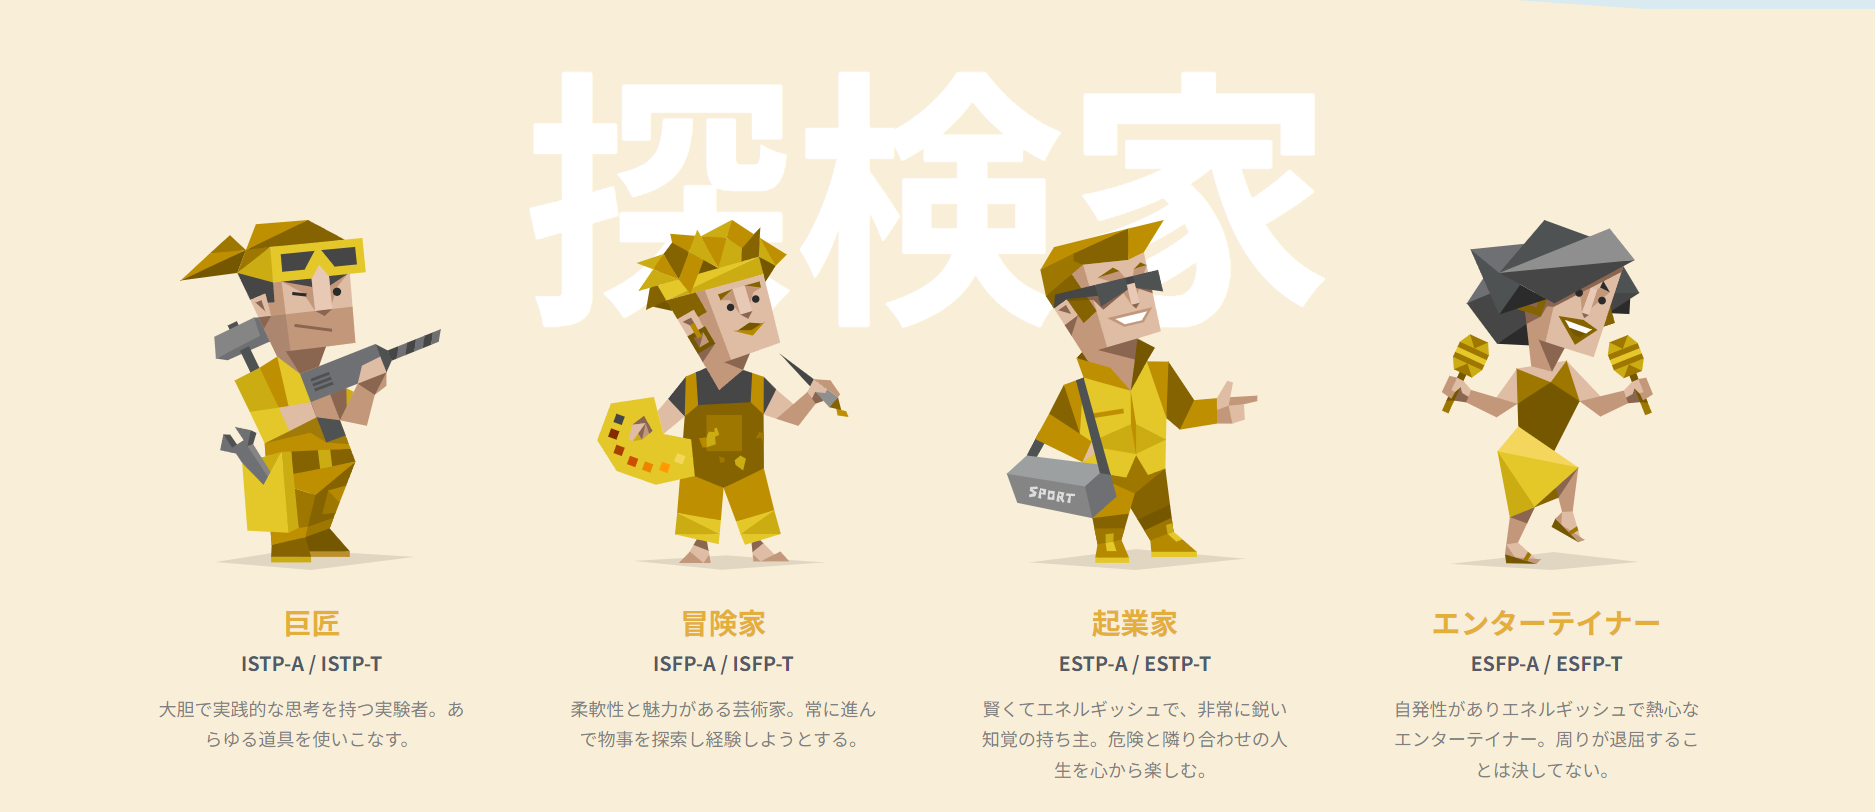 探検家
SPORT
巨匠
ISTP-A / ISTP-T
大胆で実践的な思考を持つ実験者。あ
らゆる道具を使いこなす。
冒険家
ISFP-A / ISFP-T
柔軟性と魅力がある芸術家。常に進ん
で物事を探索し経験しようとする。
起業家
ESTP-A / ESTP-T
賢くてエネルギッシュで、非常に鋭い
知覚の持ち主。危険と隣り合わせの人
生を心から楽しむ。
エンターテイナー
ESFP-A / ESFP-T
自発性がありエネルギッシュで熱心な
エンターテイナー。周りが退屈するこ
とは決してない。